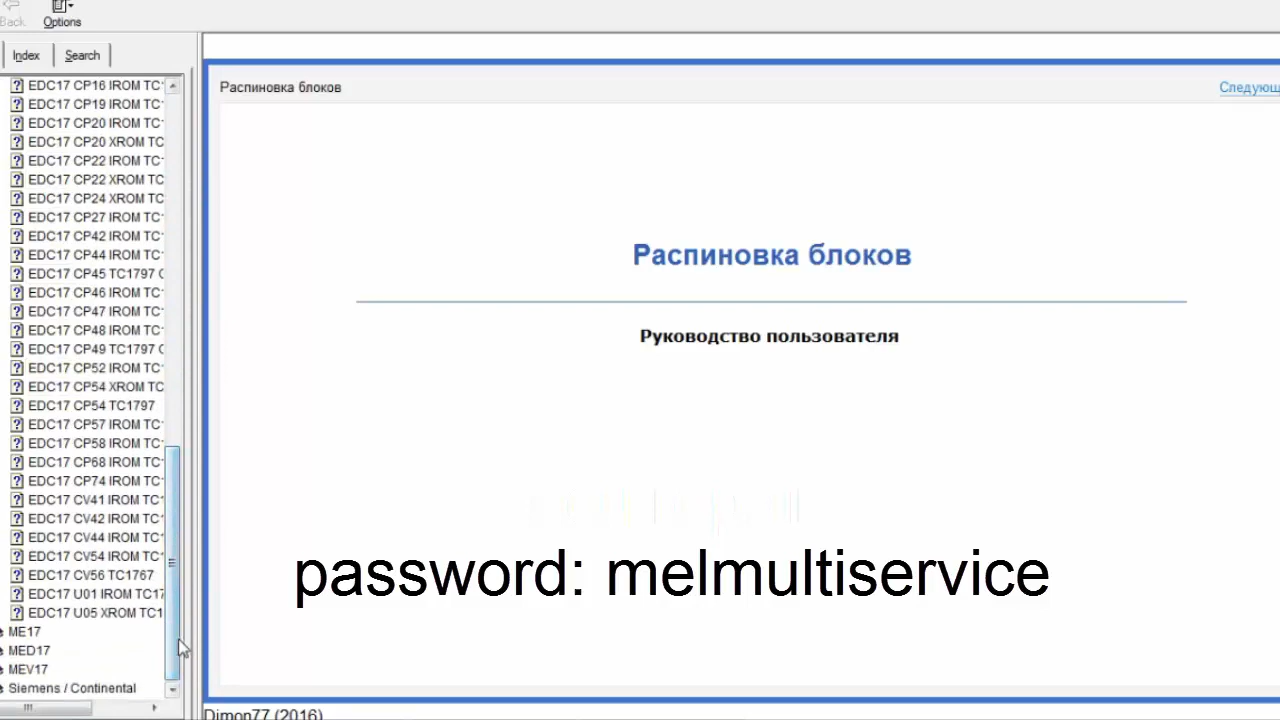 Back
Options
Index
Search
EDC17 CP16 IROM TC1
EDC17 CP19 IROM TC
EDC17 CP20 IROM TC
EDC17 CP20 XROM TC
EDC17 CP22 IROM TC
EDC17 CP22 XROM TC
EDC17 CP24 XROM TC
EDC17 CP27 IROM TC
EDC17 CP42 IROM TC
EDC17 CP44 IROM TC
EDC17 CP45 TC1797
EDC17 CP46 IROM TC
EDC17 CP47 IROM TC
EDC17 CP48 IROM TC
EDC17 CP49 TC1797
EDC17 CP52 IROM TC
EDC17 CP54 XROM TC
EDC17 CP54 TC1797
EDC17 CP57 IROM TC
EDC17 CP58 IROM TC
EDC17 CP68 IROM TC
EDC17 CP74 IROM TC
EDC17 CV41 IROM TC1
EDC17 CV42 IROM TC1
EDC17 CV44 IROM TC
EDC17 CV54 IROM TC
EDC17 CV56 TC1767
EDC17 U01 IROM TC17
EDC17 U05 XROM TC1
ME17
MED17
MEV17
Siemens / Continental
Распиновка блоков
Следующ
Распиновка блоков
Руководство пользователя
password: melmultiservice
Dimon77 (2016)